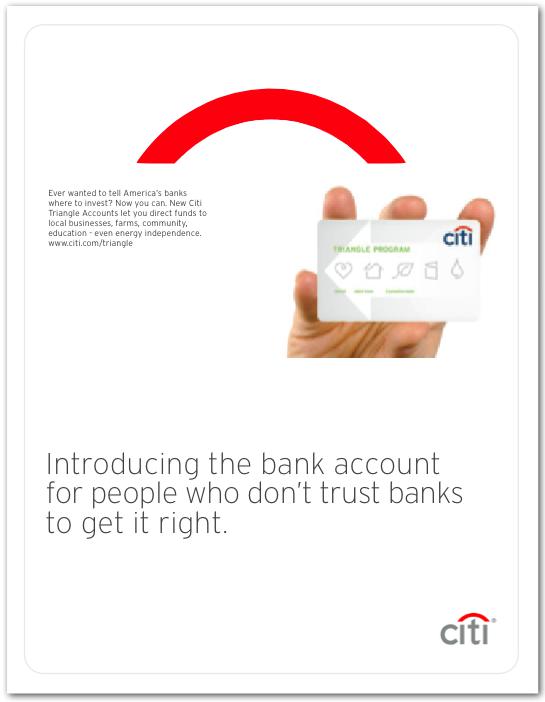 Ever wanted to tell America's banks
where to invest? Now you can. New Citi
Triangle Accounts let you direct funds to
local businesses, farms, community,
education - even energy independence.
www.citi.com/triangle
citi
TRIANGLE PROGRAM
Introducing the bank account
for people who don't trust banks
to get it right.
citi®